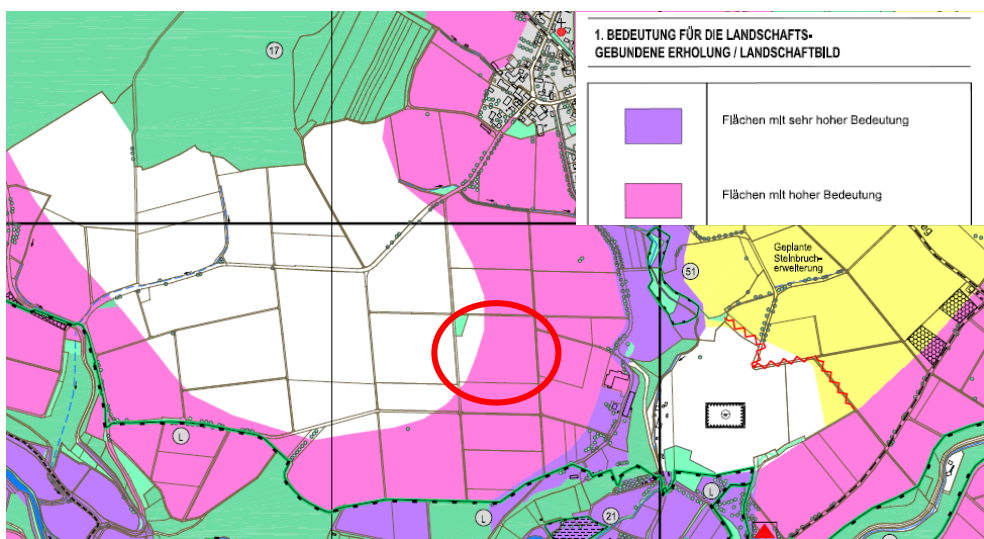 17
1. BEDEUTUNG FÜR DIE LANDSCHAFTS-
GEBUNDENE ERHOLUNG / LANDSCHAFTBILD
Flächen mit sehr hoher Bedeutung
Flächen mit hoher Bedeutung
Geplante
Steinbruch-
erweiterung
51
L
L
21
L